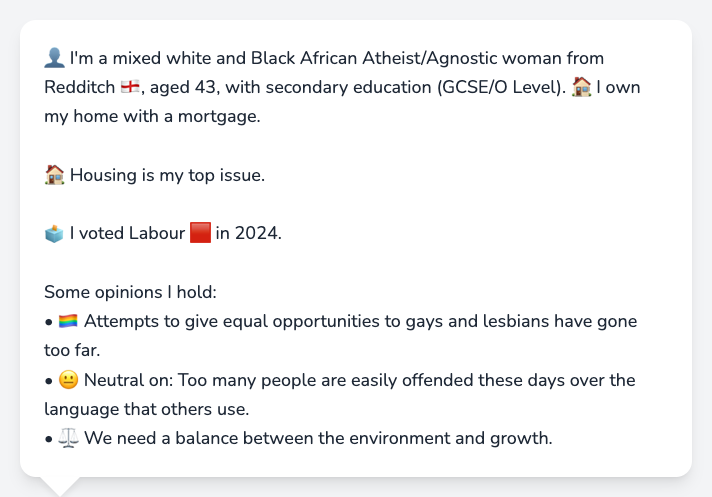 👤 I'm a mixed white and Black African Atheist/Agnostic woman from
Redditch 🏴󠁧󠁢󠁥󠁮󠁧󠁿, aged 43, with secondary education (GCSE/O Level). 🏠 I own
my home with a mortgage.
🏠 Housing is my top issue.
🗳️ I voted Labour 🟥 in 2024.
Some opinions I hold:
• 🏳️‍🌈 Attempts to give equal opportunities to gays and lesbians have gone
too far.
• 😐 Neutral on: Too many people are easily offended these days over the
language that others use.
• ⚖️ We need a balance between the environment and growth.